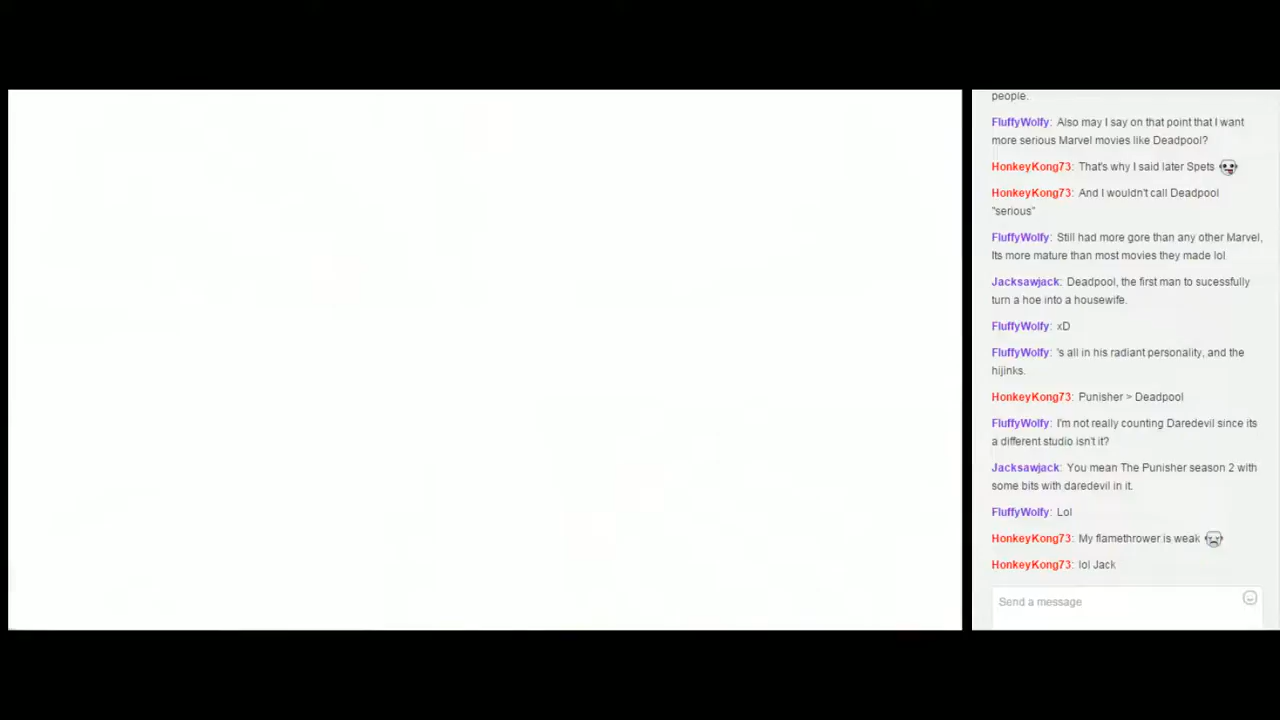 people.
FluffyWolfy: Also may I say on that point that I want
more serious Marvel movies like Deadpool?
HonkeyKong73: That's why I said later Spets
HonkeyKong73: And I wouldn't call Deadpool
"serious"
FluffyWolfy: Still had more gore than any other Marvel,
Its more mature than most movies they made lol
Jacksawjack: Deadpool, the first man to sucessfully
turn a hoe into a housewife.
FluffyWolfy: xD
FluffyWolfy: 's all in his radiant personality, and the
hijinks.
HonkeyKong73: Punisher > Deadpool
FluffyWolfy: I'm not really counting Daredevil since its
a different studio isn't it?
Jacksawjack: You mean The Punisher season 2 with
some bits with daredevil in it.
FluffyWolfy: Lol
HonkeyKong73: My flamethrower is weak
HonkeyKong73: lol Jack
Send a message